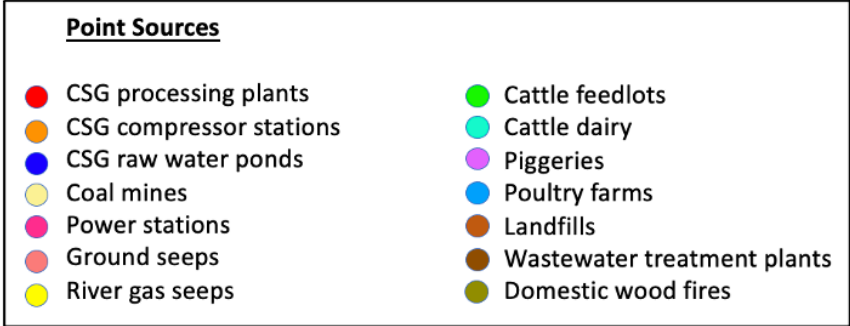 Point Sources
CSG processing plants
CSG compressor stations
CSG raw water ponds
Coal mines
Power stations
Ground seeps
River gas seeps
Cattle feedlots
Cattle dairy
Piggeries
Poultry farms
Landfills
Wastewater treatment plants
Domestic wood fires